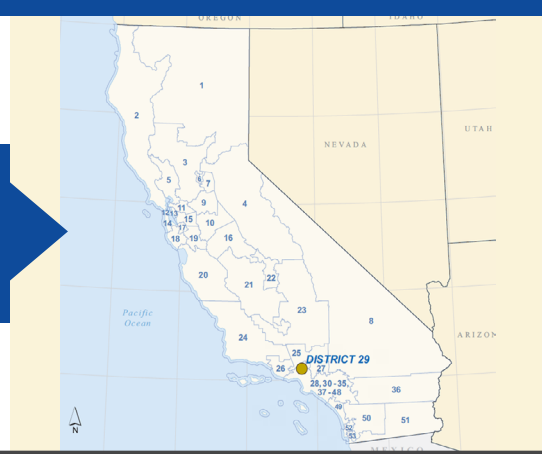 OREGON
IDAHO
1
2
UTAH
NEVADA
3
5
6
7
4
9
11
12
13
15
10
14
17
18
19
16
20
22
21
23
8
Pacific
Ocean
24
ARIZON
25
DISTRICT 29
26
27
28, 30 - 35,
37 - 48
36
49
50
51
52
53
N
MEXICO